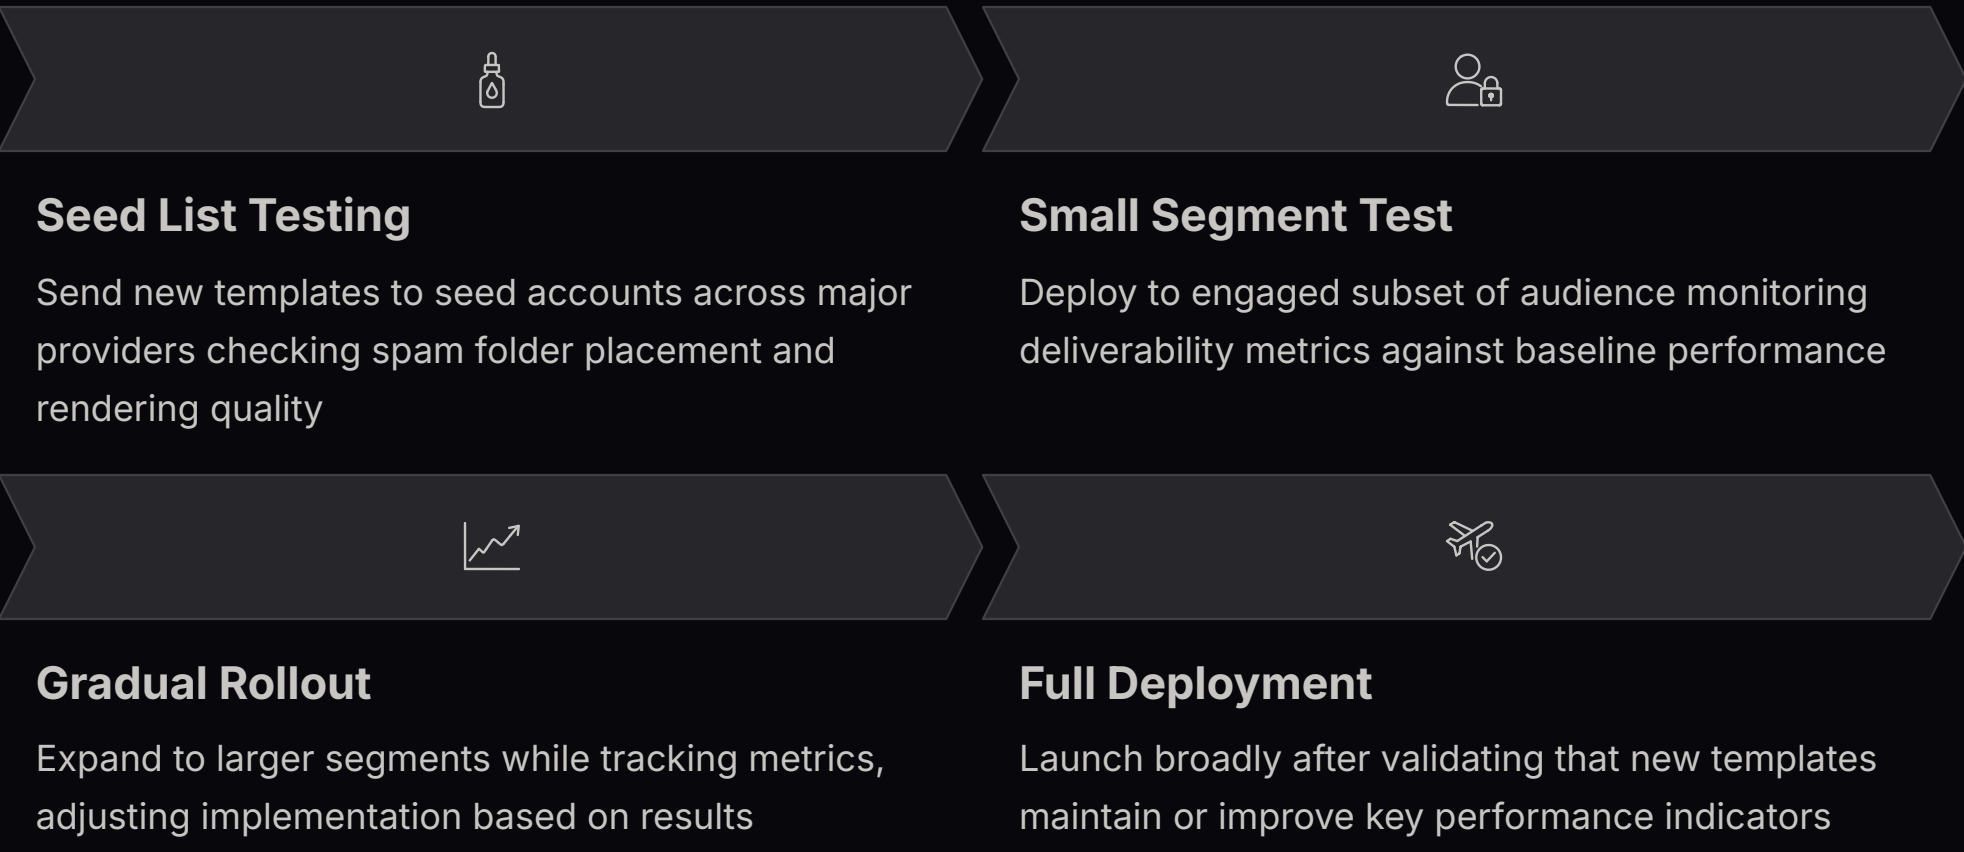 Seed List Testing
Send new templates to seed accounts across major
providers checking spam folder placement and
rendering quality
Small Segment Test
Deploy to engaged subset of audience monitoring
deliverability metrics against baseline performance
Gradual Rollout
Expand to larger segments while tracking metrics,
adjusting implementation based on results
Full Deployment
Launch broadly after validating that new templates
maintain or improve key performance indicators